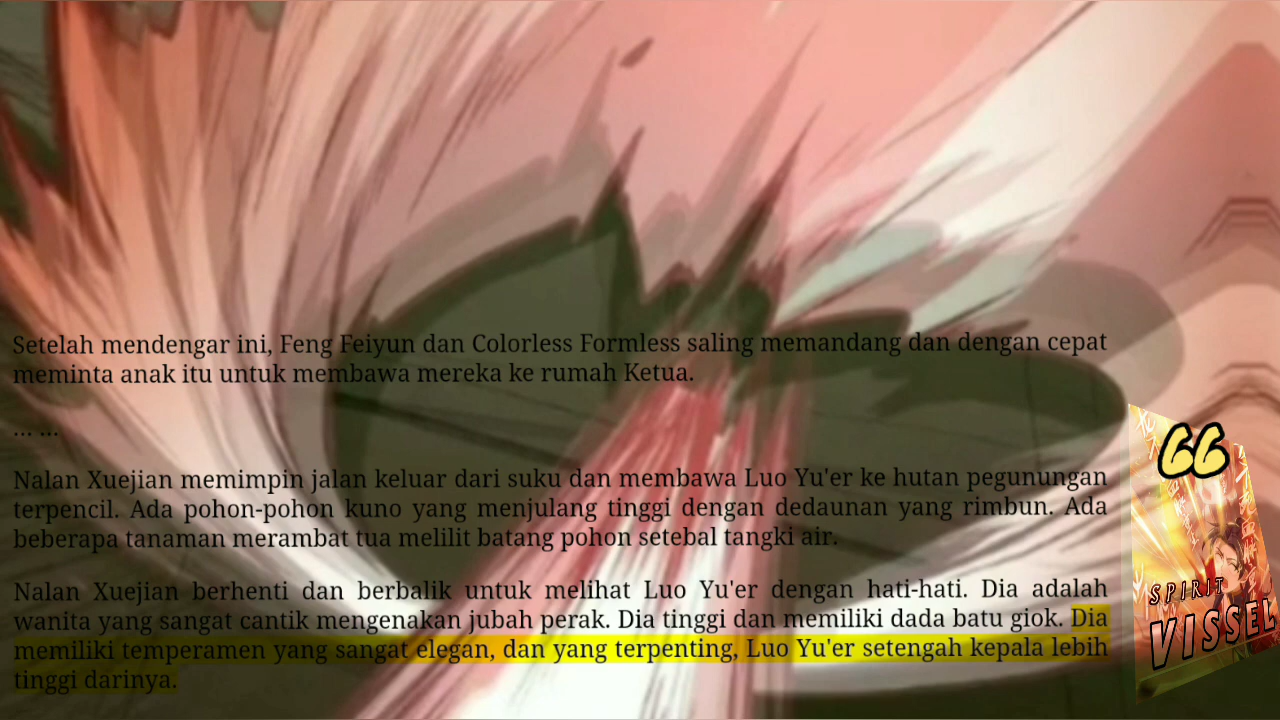 Setelah mendengar ini, Feng Feiyun dan Colorless Formless saling memandang dan dengan cepat
meminta anak itu untuk membawa mereka ke rumah Ketua.
... ...
Nalan Xuejian memimpin jalan keluar dari suku dan membawa Luo Yu'er ke hutan pegunungan
terpencil. Ada pohon-pohon kuno yang menjulang tinggi dengan dedaunan yang rimbun. Ada
beberapa tanaman merambat tua melilit batang pohon setebal tangki air.
Nalan Xuejian berhenti dan berbalik untuk melihat Luo Yu'er dengan hati-hati. Dia adalah
wanita yang sangat cantik mengenakan jubah perak. Dia tinggi dan memiliki dada batu giok. Dia
memiliki temperamen yang sangat elegan, dan yang terpenting, Luo Yu'er setengah kepala lebih
tinggi darinya.
66
SPIRIT
VISSEL